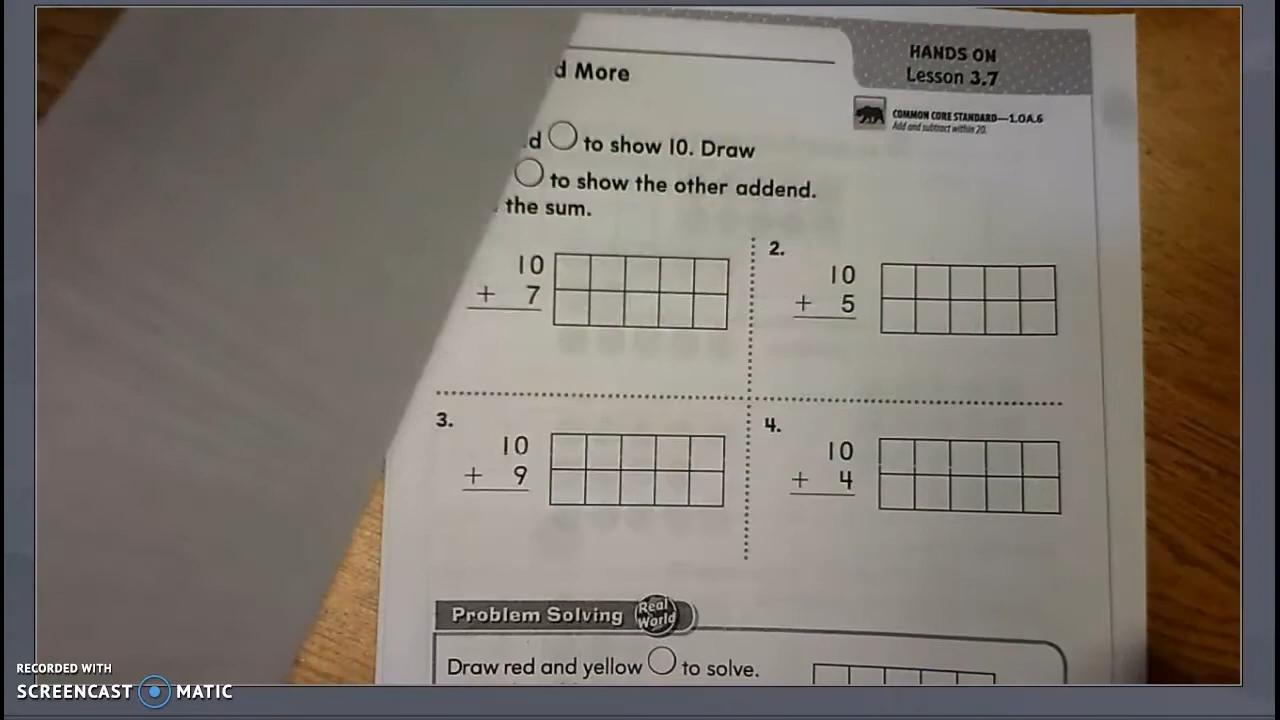 HANDS ON
Lesson 3.7
More
COMMON CORE STANDARD—1.OA.6
Add and subtract within 20.
to show 10. Draw
to show the other addend.
the sum.
10
+ 7
2.
10
+ 5
3.
10
+ 9
4.
10
+ 4
Problem Solving Real World
Draw red and yellow to solve.
RECORDED WITH
SCREENCAST MATIC